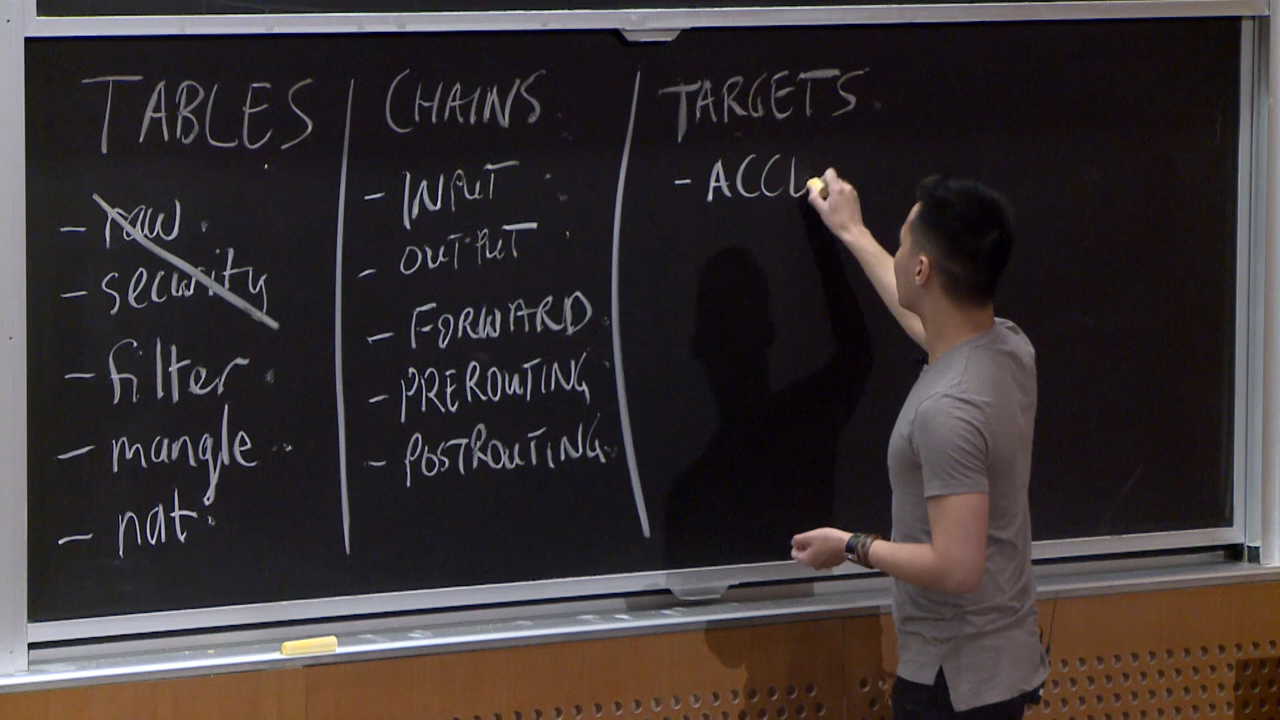 TABLES
- raw
- security
- filter
- mangle
- nat
CHAINS
- INPUT
- OUTPUT
- FORWARD
- PREROUTING
- POSTROUTING
TARGETS
- ACC